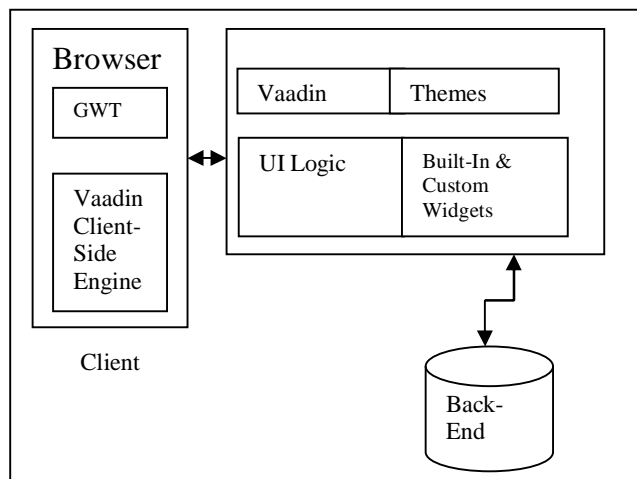 Browser
GWT
Vaadin
Client-
Side
Engine
Client
Vaadin
Themes
UI Logic
Built-In &
Custom
Widgets
Back-
End